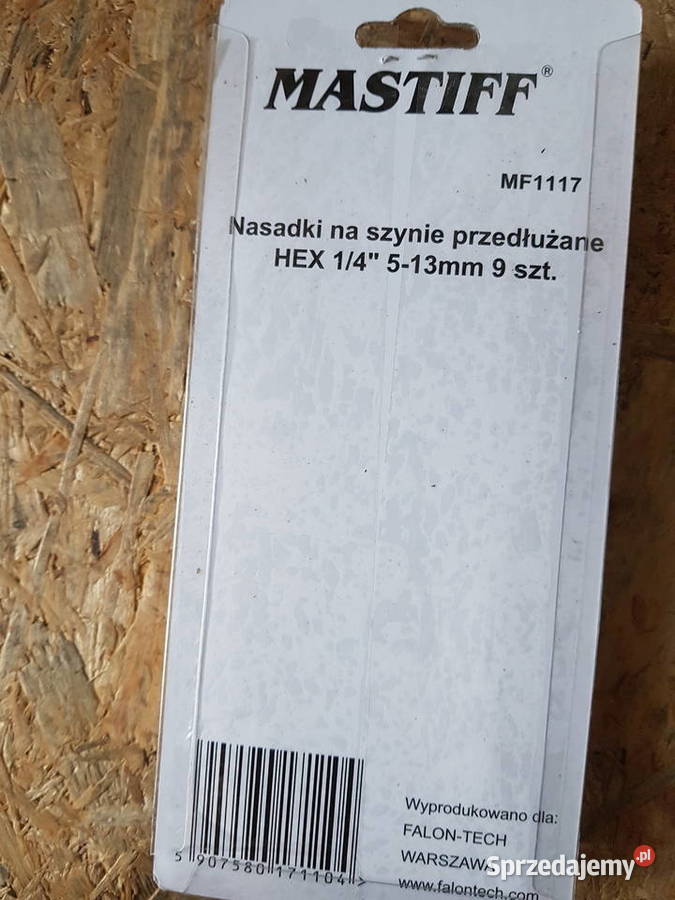 MASTIFF®
MF1117
Nasadki na szynie przedłużane
HEX 1/4" 5-13mm 9 szt.
Wyprodukowano dla:
FALON-TECH
WARSZAWA
www.falontech.com
5 907580 171104 >
Sprzedajemy.pl